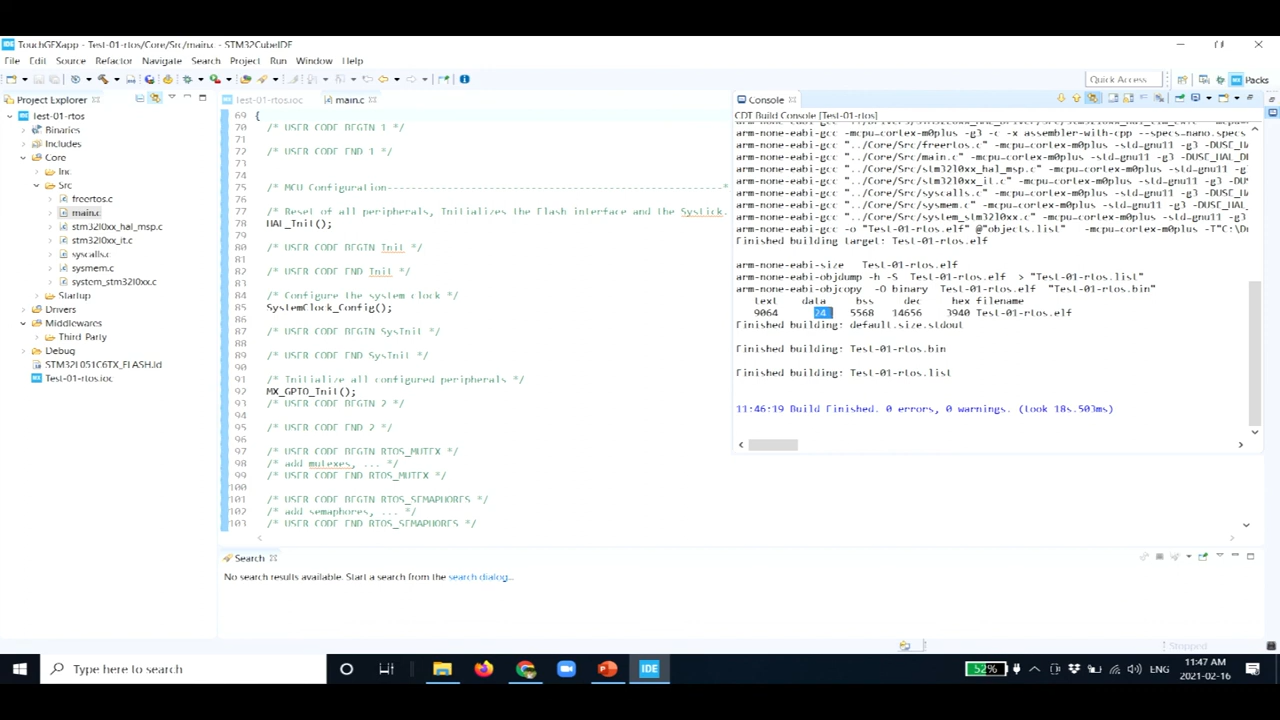 TouchGFXapp - Test-01-rtos/Core/Src/main.c - STM32CubeIDE
File Edit Source Refactor Navigate Search Project Run Window Help
Quick Access
Packs
Project Explorer
Test-01-rtos
Binaries
Includes
Core
Inc
Src
freertos.c
main.c
stm32l0xx_hal_msp.c
stm32l0xx_it.c
syscalls.c
sysmem.c
system_stm32l0xx.c
Startup
Drivers
Middlewares
Third Party
Debug
STM32L051C6TX_FLASH.ld
Test-01-rtos.ioc
Test-01-rtos.ioc main.c
69 {
70 /* USER CODE BEGIN 1 */
71
72 /* USER CODE END 1 */
73
74
75 /* MCU Configuration--------------------------------------------------------*
76
77 /* Reset of all peripherals, Initializes the Flash interface and the Systick.
78 HAL_Init();
79
80 /* USER CODE BEGIN Init */
81
82 /* USER CODE END Init */
83
84 /* Configure the system clock */
85 SystemClock_Config();
86
87 /* USER CODE BEGIN SysInit */
88
89 /* USER CODE END SysInit */
90
91 /* Initialize all configured peripherals */
92 MX_GPIO_Init();
93 /* USER CODE BEGIN 2 */
94
95 /* USER CODE END 2 */
96
97 /* USER CODE BEGIN RTOS_MUTEX */
98 /* add mutexes, ... */
99 /* USER CODE END RTOS_MUTEX */
100
101 /* USER CODE BEGIN RTOS_SEMAPHORES */
102 /* add semaphores, ... */
103 /* USER CODE END RTOS_SEMAPHORES */
Console
CDT Build Console [Test-01-rtos]
arm-none-eabi-gcc -mcpu=cortex-m0plus -g3 -c -x assembler-with-cpp --specs=nano.specs
arm-none-eabi-gcc "../Core/Src/freertos.c" -mcpu=cortex-m0plus -std=gnu11 -g3 -DUSE_HAL_DR
arm-none-eabi-gcc "../Core/Src/main.c" -mcpu=cortex-m0plus -std=gnu11 -g3 -DUSE_HAL_DRIVE
arm-none-eabi-gcc "../Core/Src/stm32l0xx_hal_msp.c" -mcpu=cortex-m0plus -std=gnu11 -g3
arm-none-eabi-gcc "../Core/Src/stm32l0xx_it.c" -mcpu=cortex-m0plus -std=gnu11 -g3
arm-none-eabi-gcc "../Core/Src/syscalls.c" -mcpu=cortex-m0plus -std=gnu11 -g3
arm-none-eabi-gcc "../Core/Src/sysmem.c" -mcpu=cortex-m0plus -std=gnu11 -g3
arm-none-eabi-gcc "../Core/Src/system_stm32l0xx.c" -mcpu=cortex-m0plus -std=gnu11 -g3
arm-none-eabi-gcc -o "Test-01-rtos.elf" @"objects.list" -mcpu=cortex-m0plus
Finished building target: Test-01-rtos.elf
arm-none-eabi-size Test-01-rtos.elf
arm-none-eabi-objdump -h -S Test-01-rtos.elf > "Test-01-rtos.list"
arm-none-eabi-objcopy -O binary Test-01-rtos.elf "Test-01-rtos.bin"
text data bss dec hex filename
9064 24 5568 14656 3940 Test-01-rtos.elf
Finished building: default.size.stdout
Finished building: Test-01-rtos.bin
Finished building: Test-01-rtos.list
11:46:19 Build Finished. 0 errors, 0 warnings. (took 18s.503ms)
Search
No search results available. Start a search from the search dialog...
Stopped
Type here to search
IDE
52%
ENG
11:47 AM
2021-02-16